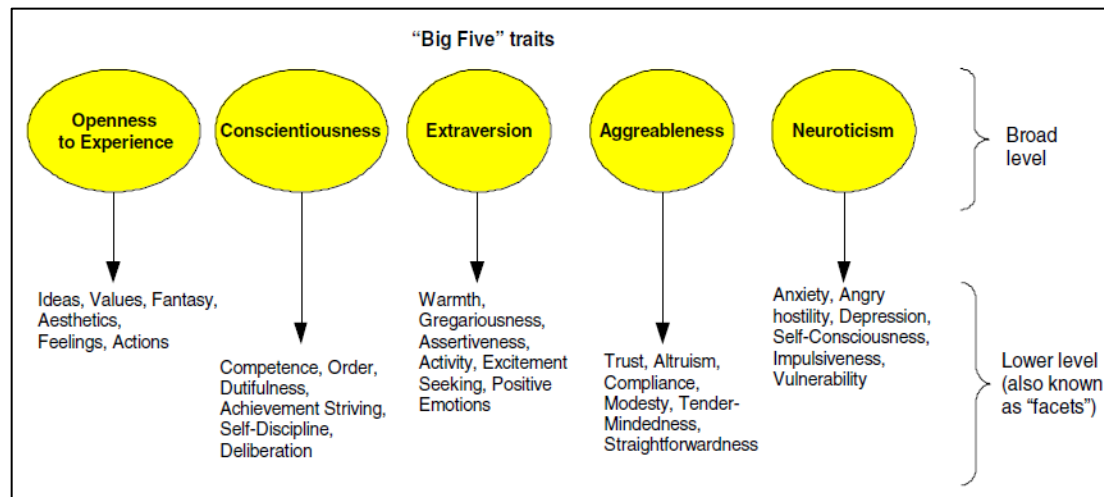 “Big Five” traits
Openness
to Experience
Conscientiousness
Extraversion
Aggreableness
Neuroticism
Broad
level
Ideas, Values, Fantasy,
Aesthetics,
Feelings, Actions
Competence, Order,
Dutifulness,
Achievement Striving,
Self-Discipline,
Deliberation
Warmth,
Gregariousness,
Assertiveness,
Activity, Excitement
Seeking, Positive
Emotions
Trust, Altruism,
Compliance,
Modesty, Tender-
Mindedness,
Straightforwardness
Anxiety, Angry
hostility, Depression,
Self-Consciousness,
Impulsiveness,
Vulnerability
Lower level
(also known
as “facets”)